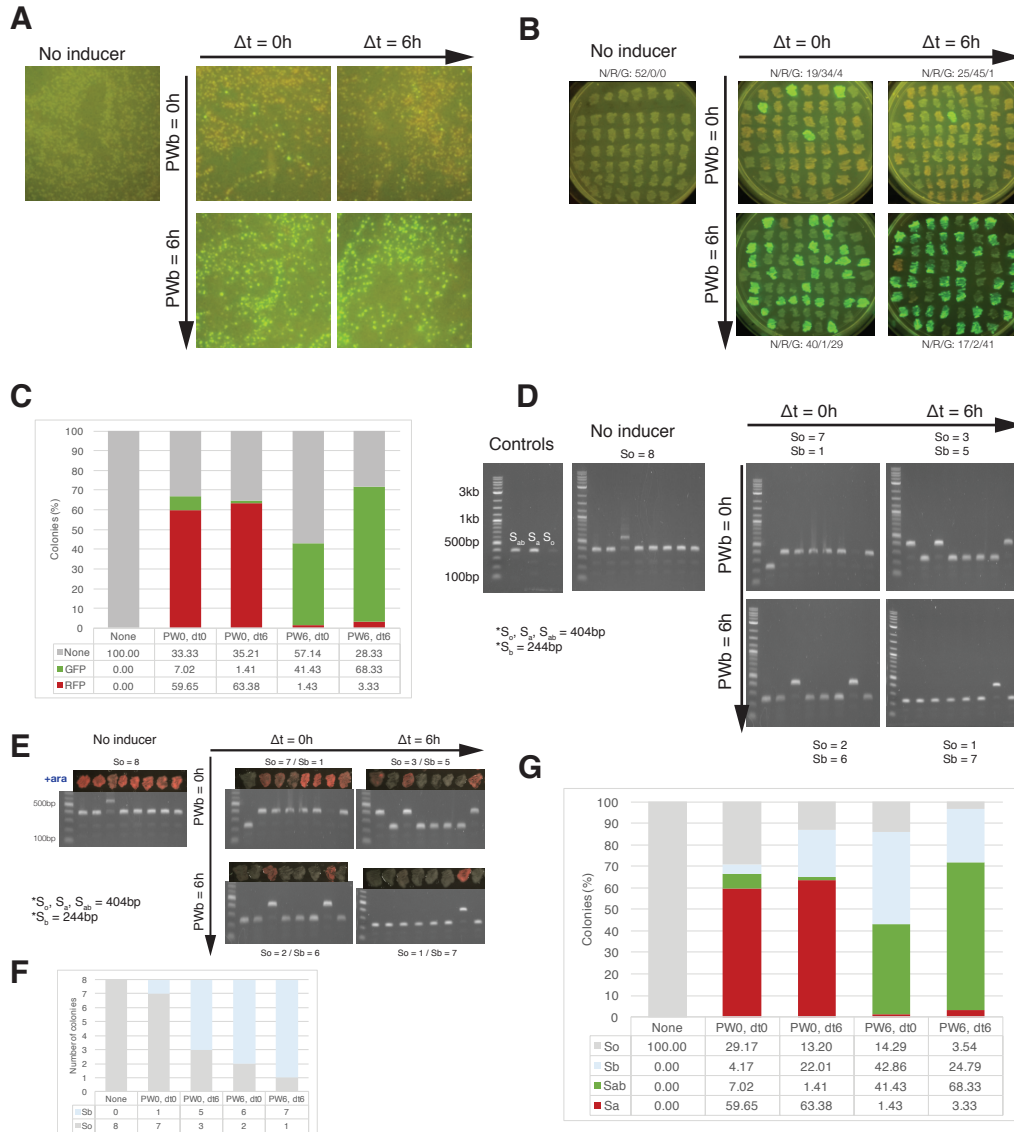 A
No inducer
Δt = 0h
Δt = 6h
PWb = 0h
PWb = 6h
B
No inducer
Δt = 0h
Δt = 6h
N/R/G: 52/0/0
N/R/G: 19/34/4
N/R/G: 25/45/1
PWb = 0h
PWb = 6h
N/R/G: 40/1/29
N/R/G: 17/2/41
C
Colonies (%)
100
90
80
70
60
50
40
30
20
10
0
None PW0, dt0 PW0, dt6 PW6, dt0 PW6, dt6
None 100.00 33.33 35.21 57.14 28.33
GFP 0.00 7.02 1.41 41.43 68.33
RFP 0.00 59.65 63.38 1.43 3.33
D
Controls
No inducer
So = 8
Δt = 0h
Δt = 6h
So = 7
Sb = 1
So = 3
Sb = 5
3kb
1kb
500bp
100bp
Sab Sa So
PWb = 0h
PWb = 6h
*So, Sa, Sab = 404bp
*Sb = 244bp
So = 2
Sb = 6
So = 1
Sb = 7
E
No inducer
Δt = 0h
Δt = 6h
So = 8
So = 7 / Sb = 1
So = 3 / Sb = 5
+ara
500bp
100bp
PWb = 0h
PWb = 6h
*So, Sa, Sab = 404bp
*Sb = 244bp
So = 2 / Sb = 6
So = 1 / Sb = 7
F
Number of colonies
8
7
6
5
4
3
2
1
0
None PW0, dt0 PW0, dt6 PW6, dt0 PW6, dt6
Sb 0 1 5 6 7
So 8 7 3 2 1
G
Colonies (%)
100
90
80
70
60
50
40
30
20
10
0
None PW0, dt0 PW0, dt6 PW6, dt0 PW6, dt6
So 100.00 29.17 13.20 14.29 3.54
Sb 0.00 4.17 22.01 42.86 24.79
Sab 0.00 7.02 1.41 41.43 68.33
Sa 0.00 59.65 63.38 1.43 3.33